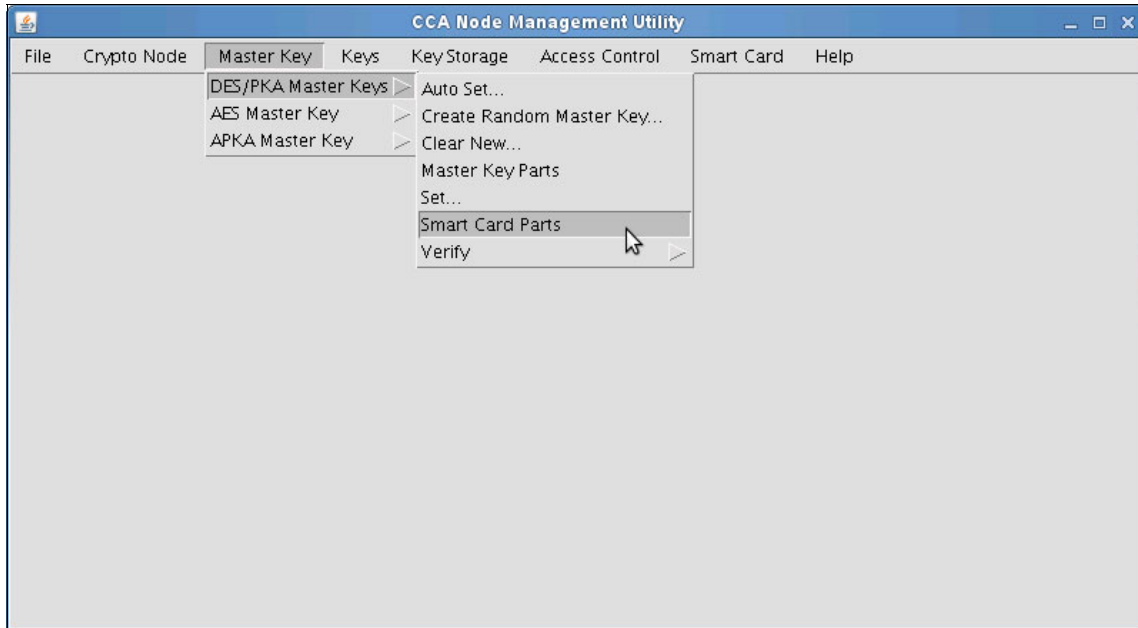 CCA Node Management Utility
File Crypto Node Master Key Keys Key Storage Access Control Smart Card Help
DES/PKA Master Keys
AES Master Key
APKA Master Key
Auto Set...
Create Random Master Key...
Clear New...
Master Key Parts
Set...
Smart Card Parts
Verify